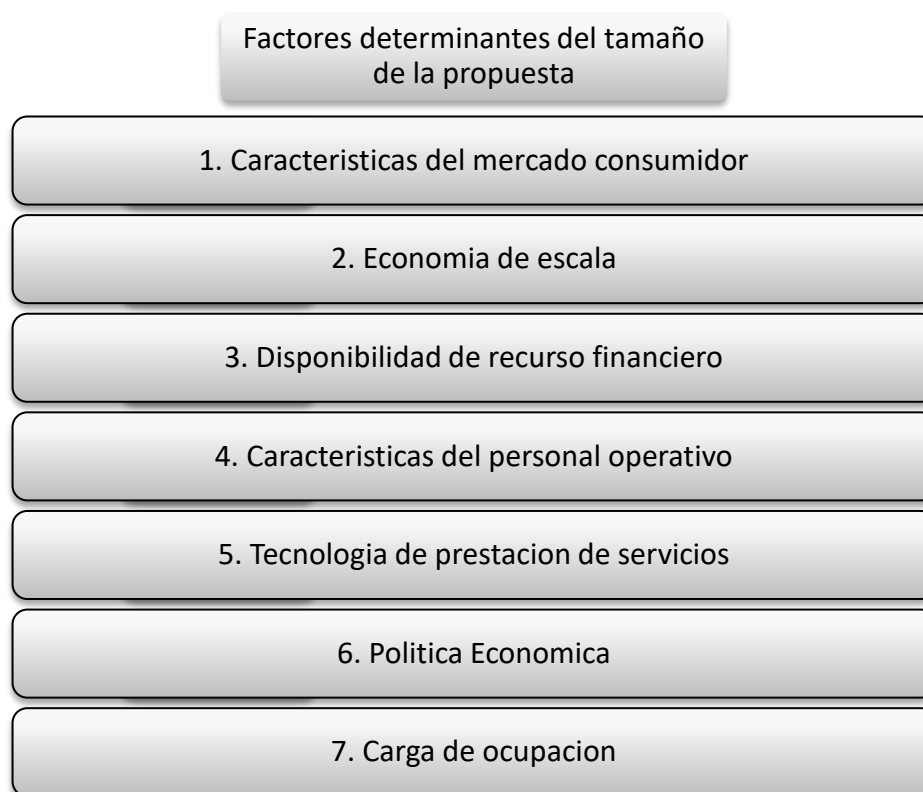 Factores determinantes del tamaño
de la propuesta
1. Caracteristicas del mercado consumidor
2. Economia de escala
3. Disponibilidad de recurso financiero
4. Caracteristicas del personal operativo
5. Tecnologia de prestacion de servicios
6. Politica Economica
7. Carga de ocupacion